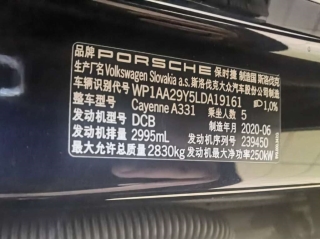 品牌 PORSCHE 保时捷 制造国 斯洛伐克
生产厂名 Volkswagen Slovakia a.s. 斯洛伐克大众汽车股份公司制造
车辆识别代号 WP1AA29Y5LDA19161 1,0%
整车型号 Cayenne A331 乘坐人数 5
发动机型号 DCB 制造年月 2020-06
发动机排量 2995mL 发动机序列号 239450
最大允许总质量 2830kg 发动机最大净功率 250kW